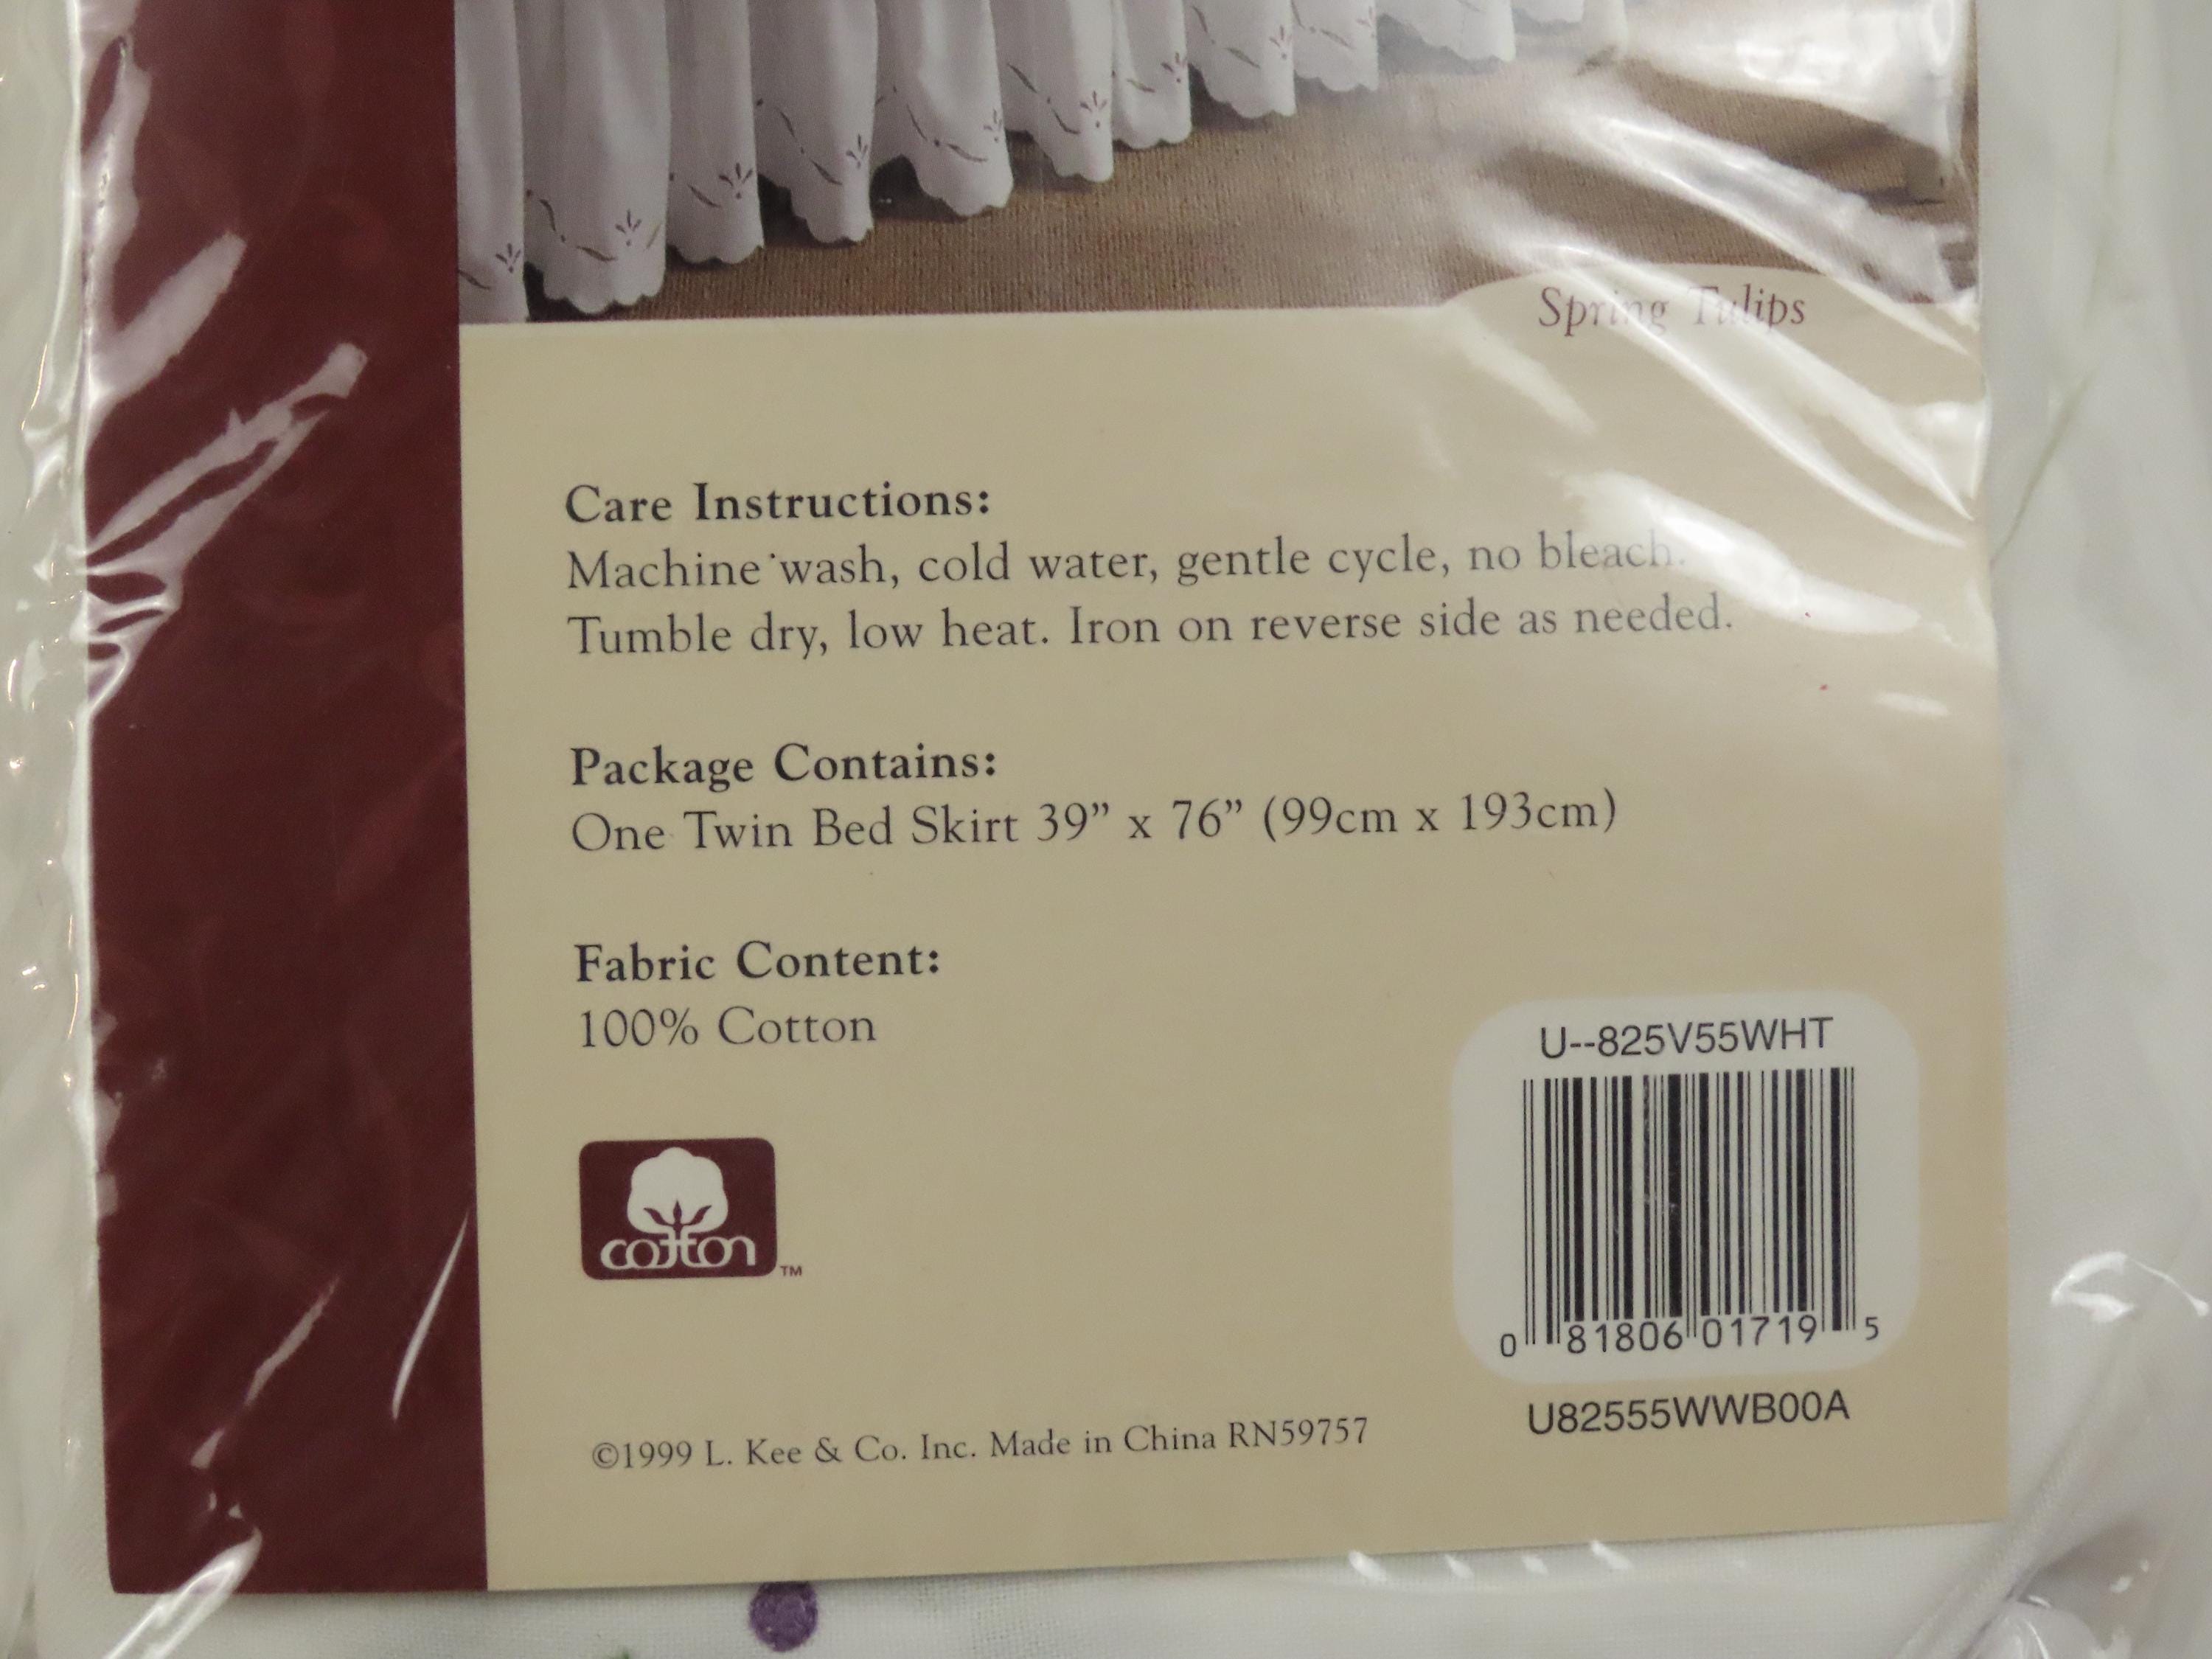 Spring Tulips
Care Instructions:
Machine wash, cold water, gentle cycle, no bleach.
Tumble dry, low heat. Iron on reverse side as needed.
Package Contains:
One Twin Bed Skirt 39” x 76” (99cm x 193cm)
Fabric Content:
100% Cotton
U--825V55WHT
cotton ™
0 81806 01719 5
U82555WWB00A
©1999 L. Kee & Co. Inc. Made in China RN59757